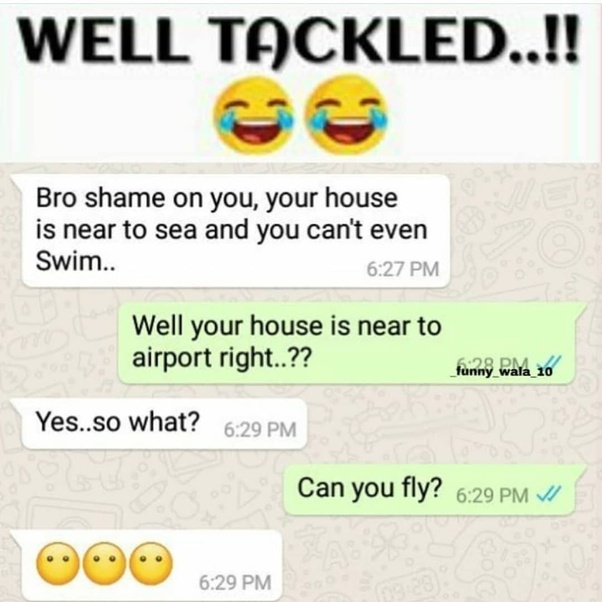 WELL TACKLED..!!
😂😂
Bro shame on you, your house
is near to sea and you can't even
Swim..
6:27 PM
Well your house is near to
airport right..??
6:28 PM
_funny_wala_10
Yes..so what? 6:29 PM
Can you fly? 6:29 PM
😶😶😶
6:29 PM